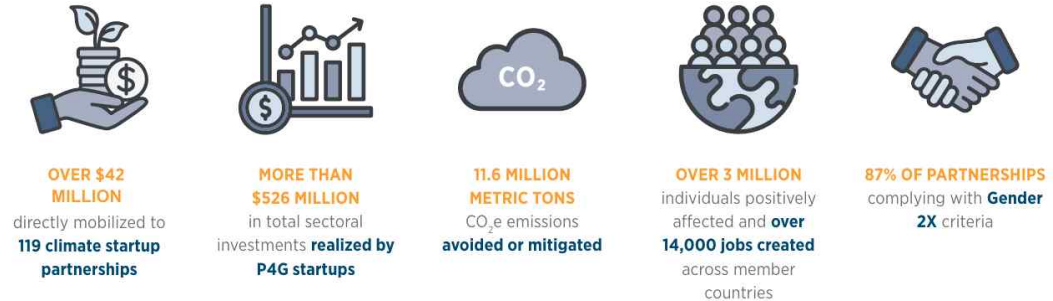 $
$
CO₂
OVER $42
MILLION
directly mobilized to
119 climate startup
partnerships
MORE THAN
$526 MILLION
in total sectoral
investments realized by
P4G startups
11.6 MILLION
METRIC TONS
CO₂e emissions
avoided or mitigated
OVER 3 MILLION
individuals positively
affected and over
14,000 jobs created
across member
countries
87% OF PARTNERSHIPS
complying with Gender
2X criteria